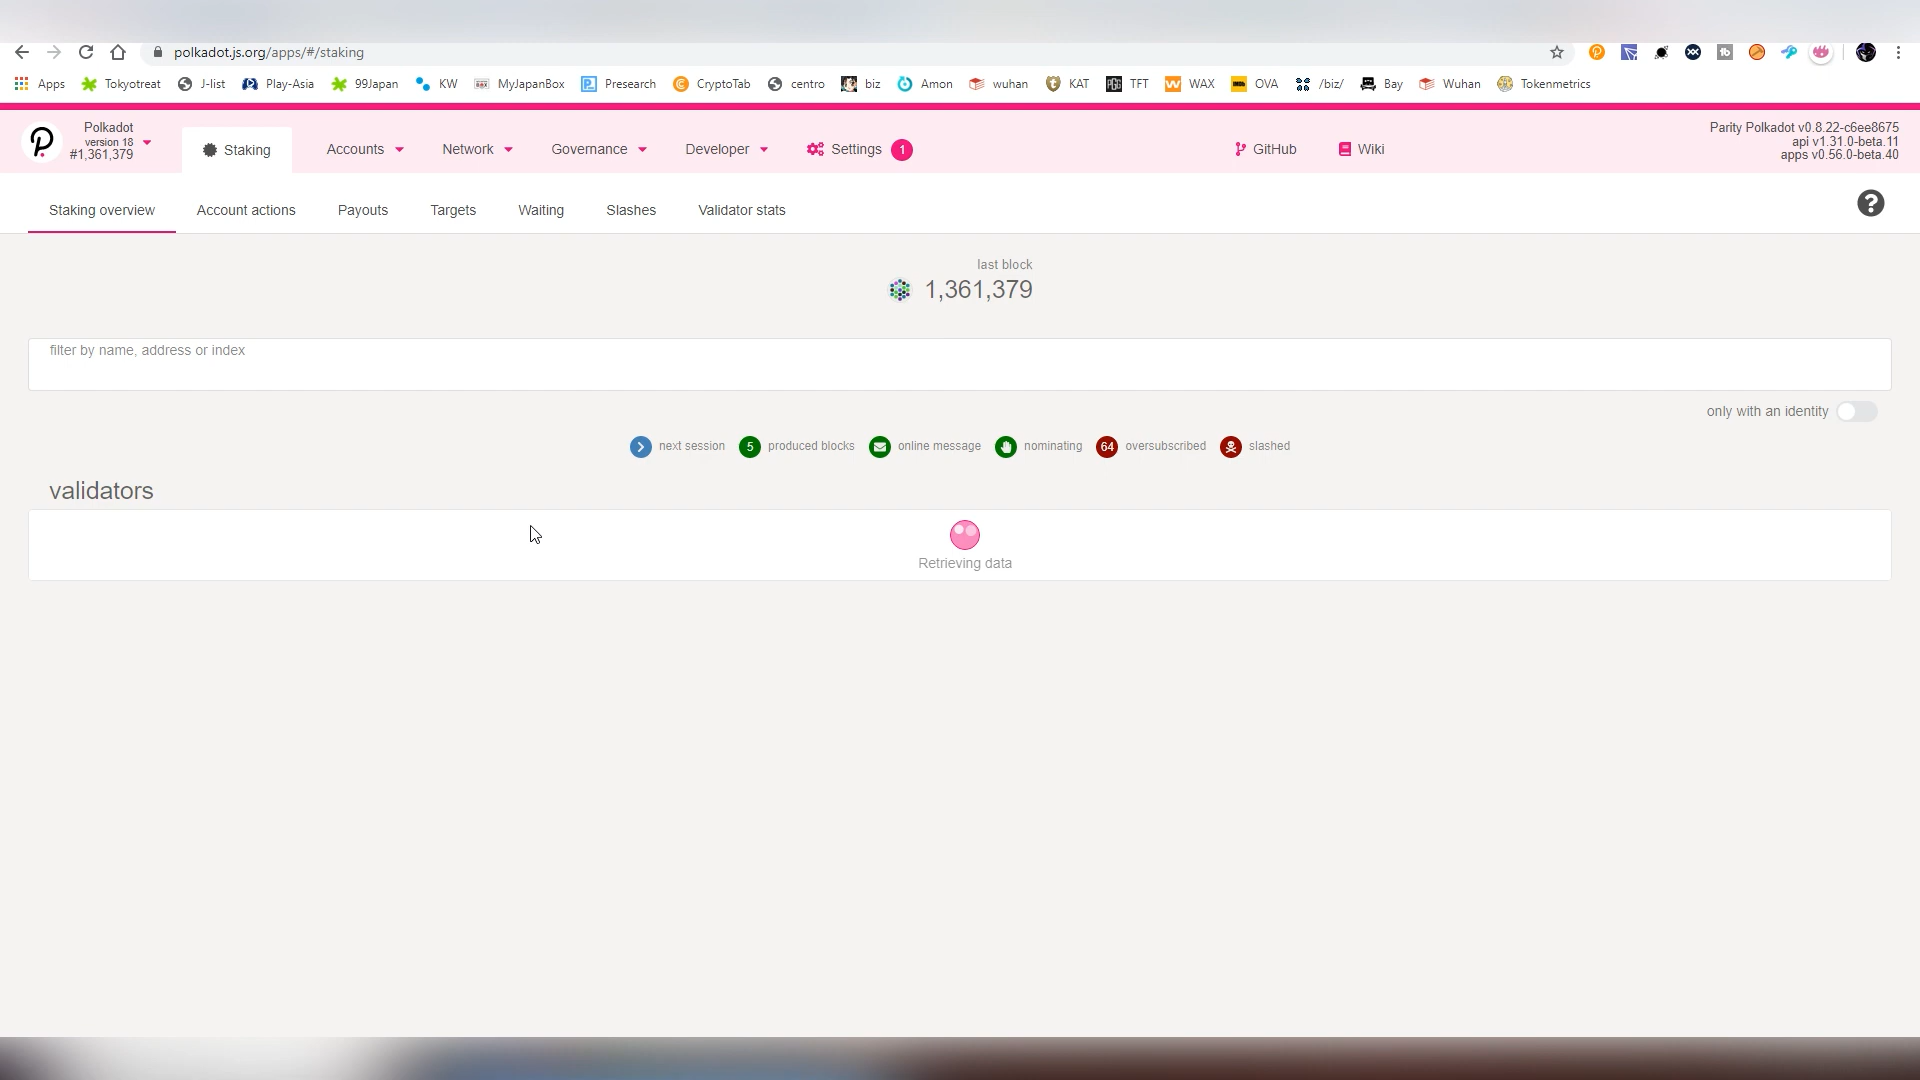 polkadot.js.org/apps/#/staking
Apps Tokyotreat J-list Play-Asia 99Japan KW MyJapanBox Presearch CryptoTab centro biz Amon wuhan KAT TFT WAX OVA /biz/ Bay Wuhan Tokenmetrics
Polkadot
version 18
#1,361,379
Staking Accounts Network Governance Developer Settings 1 GitHub Wiki
Parity Polkadot v0.8.22-c6ee8675
api v1.31.0-beta.11
apps v0.56.0-beta.40
Staking overview Account actions Payouts Targets Waiting Slashes Validator stats
last block
1,361,379
filter by name, address or index
only with an identity
next session 5 produced blocks online message nominating 64 oversubscribed slashed
validators
Retrieving data